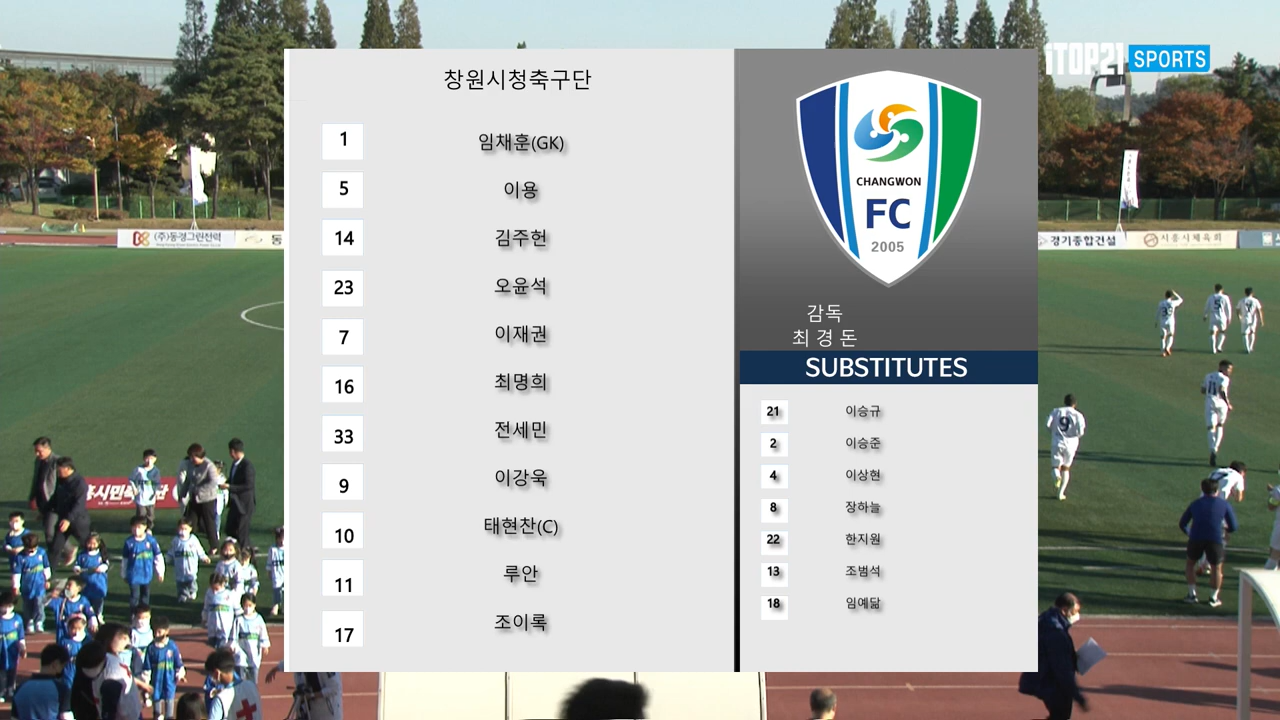 iTOP21 SPORTS
창원시청축구단
1 임채훈(GK)
5 이용
14 김주헌
23 오윤석
7 이재권
16 최명희
33 전세민
9 이강욱
10 태현찬(C)
11 루안
17 조이록
CHANGWON
FC
2005
감독
최 경 돈
SUBSTITUTES
21 이승규
2 이승준
4 이상현
8 장하늘
22 한지원
13 조범석
18 임예닮
(주)동경그린전력
동
경기종합건설
시흥시체육회
9
11